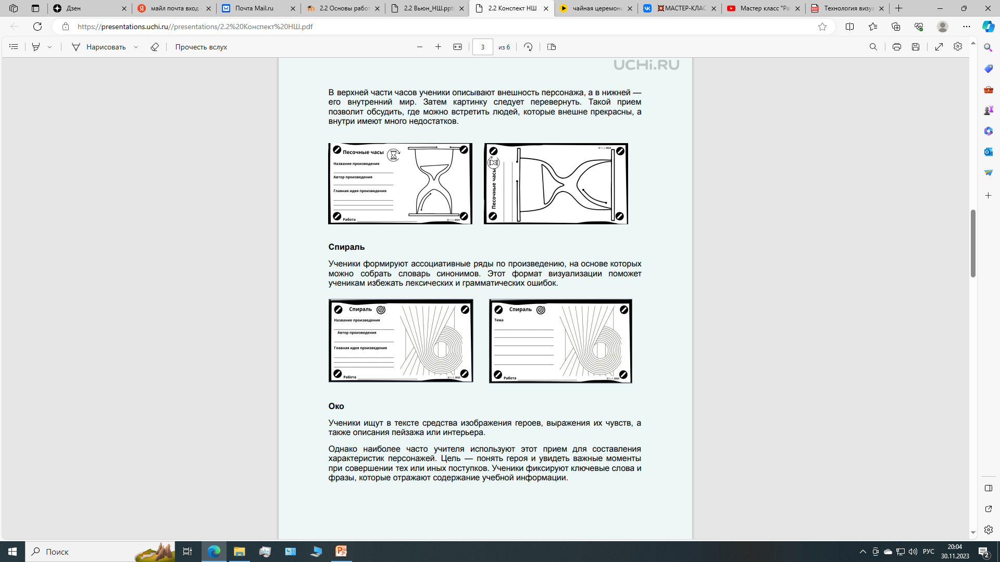 Дзен
майл почта вход
Почта Mail.ru
2.2 Основы работ
2.2 Вьюн_НШ.pptx
2.2 Конспект НШ
чайная церемон
МАСТЕР-КЛАС
Мастер класс "Ра
Технология визуа
https://presentations.uchi.ru//presentations/2.2%20Конспект%20НШ.pdf
Нарисовать
Прочесть вслух
3
из 6
UCHi.RU
В верхней части часов ученики описывают внешность персонажа, а в нижней —
его внутренний мир. Затем картинку следует перевернуть. Такой прием
позволит обсудить, где можно встретить людей, которые внешне прекрасны, а
внутри имеют много недостатков.
Песочные часы
Название произведения
Автор произведения
Главная идея произведения
Работа
2023
Песочные часы
2023
Спираль
Ученики формируют ассоциативные ряды по произведению, на основе которых
можно собрать словарь синонимов. Этот формат визуализации поможет
ученикам избежать лексических и грамматических ошибок.
Спираль
Название произведения
Автор произведения
Главная идея произведения
Работа
2023
Спираль
Тема
Работа
2023
Око
Ученики ищут в тексте средства изображения героев, выражения их чувств, а
также описания пейзажа или интерьера.
Однако наиболее часто учителя используют этот прием для составления
характеристик персонажей. Цель — понять героя и увидеть важные моменты
при совершении тех или иных поступков. Ученики фиксируют ключевые слова и
фразы, которые отражают содержание учебной информации.
Поиск
РУС
20:04
30.11.2023
2